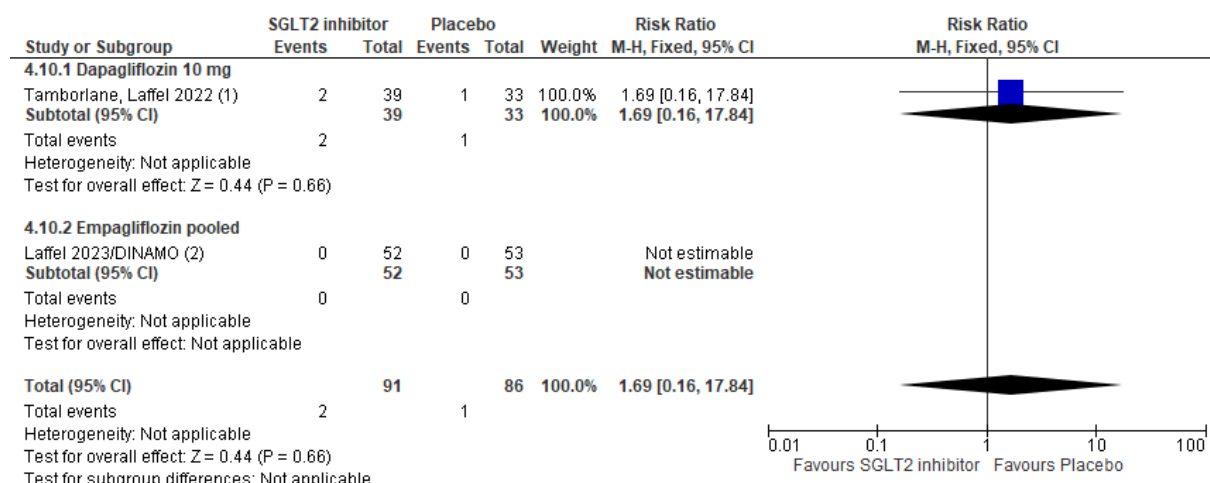 SGLT2 inhibitor Placebo Risk Ratio Risk Ratio
Study or Subgroup Events Total Events Total Weight M-H, Fixed, 95% CI M-H, Fixed, 95% CI
4.10.1 Dapagliflozin 10 mg
Tamborlane, Laffel 2022 (1) 2 39 1 33 100.0% 1.69 [0.16, 17.84]
Subtotal (95% CI) 39 33 100.0% 1.69 [0.16, 17.84]
Total events 2 1
Heterogeneity: Not applicable
Test for overall effect: Z = 0.44 (P = 0.66)
4.10.2 Empagliflozin pooled
Laffel 2023/DINAMO (2) 0 52 0 53 Not estimable
Subtotal (95% CI) 52 53 Not estimable
Total events 0 0
Heterogeneity: Not applicable
Test for overall effect: Not applicable
Total (95% CI) 91 86 100.0% 1.69 [0.16, 17.84]
Total events 2 1
Heterogeneity: Not applicable
Test for overall effect: Z = 0.44 (P = 0.66)
Test for subgroup differences: Not applicable
0.01 0.1 1 10 100
Favours SGLT2 inhibitor Favours Placebo